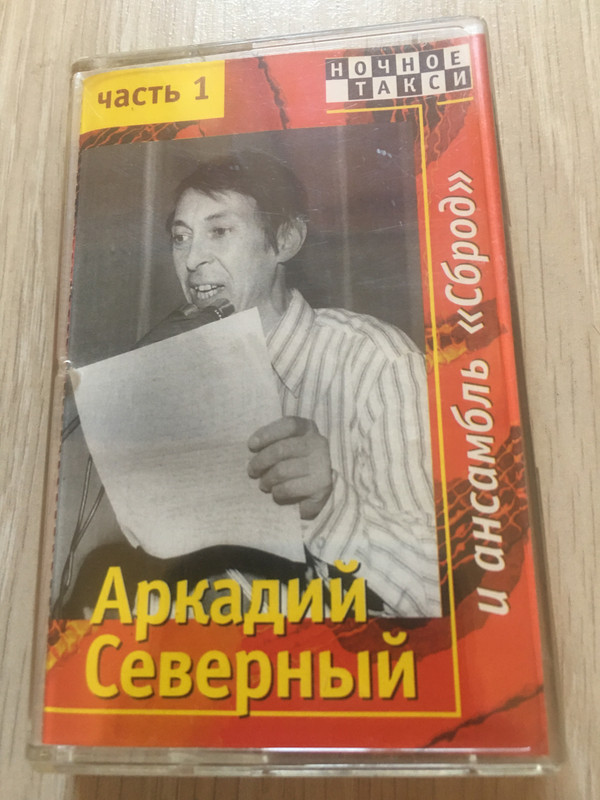 часть 1
НОЧНОЕ
ТАКСИ
и ансамбль «Сброд»
Аркадий
Северный